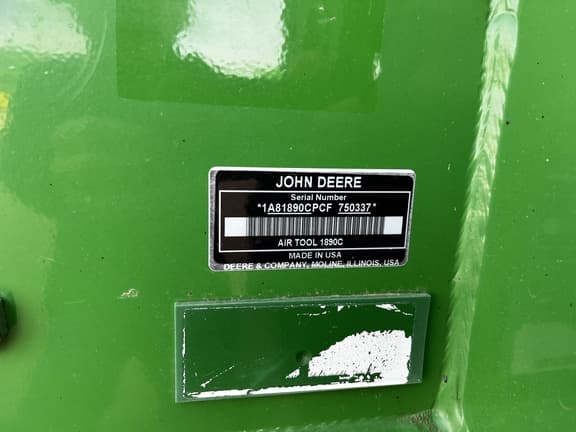 JOHN DEERE
Serial Number
*1A81890CPCF 750337*
AIR TOOL 1890C
MADE IN USA
DEERE & COMPANY, MOLINE, ILLINOIS, USA